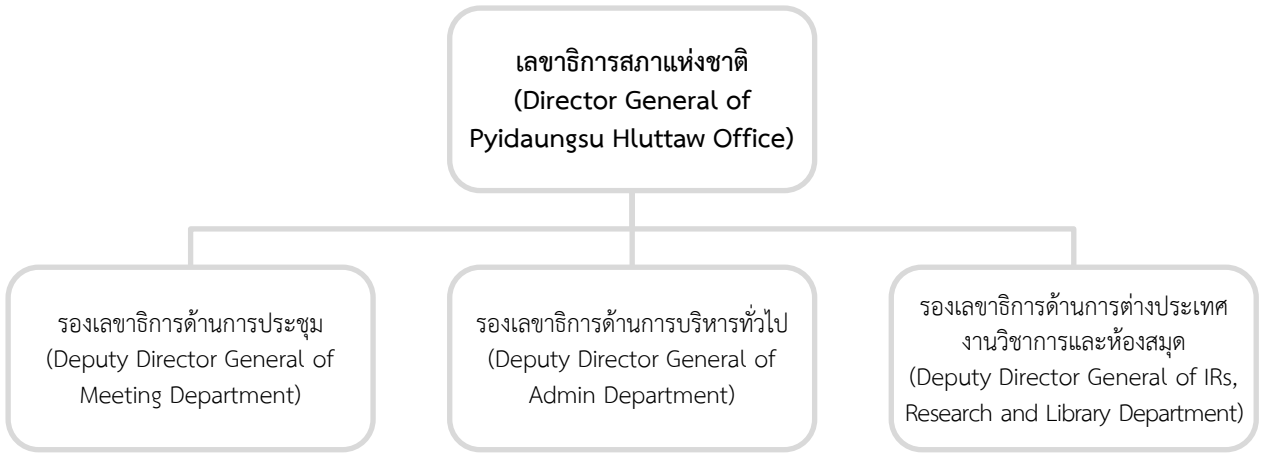 เลขาธิการสภาแห่งชาติ
(Director General of
Pyidaungsu Hluttaw Office)
รองเลขาธิการด้านการประชุม
(Deputy Director General of
Meeting Department)
รองเลขาธิการด้านการบริหารทั่วไป
(Deputy Director General of
Admin Department)
รองเลขาธิการด้านการต่างประเทศ
งานวิชาการและห้องสมุด
(Deputy Director General of IRs,
Research and Library Department)